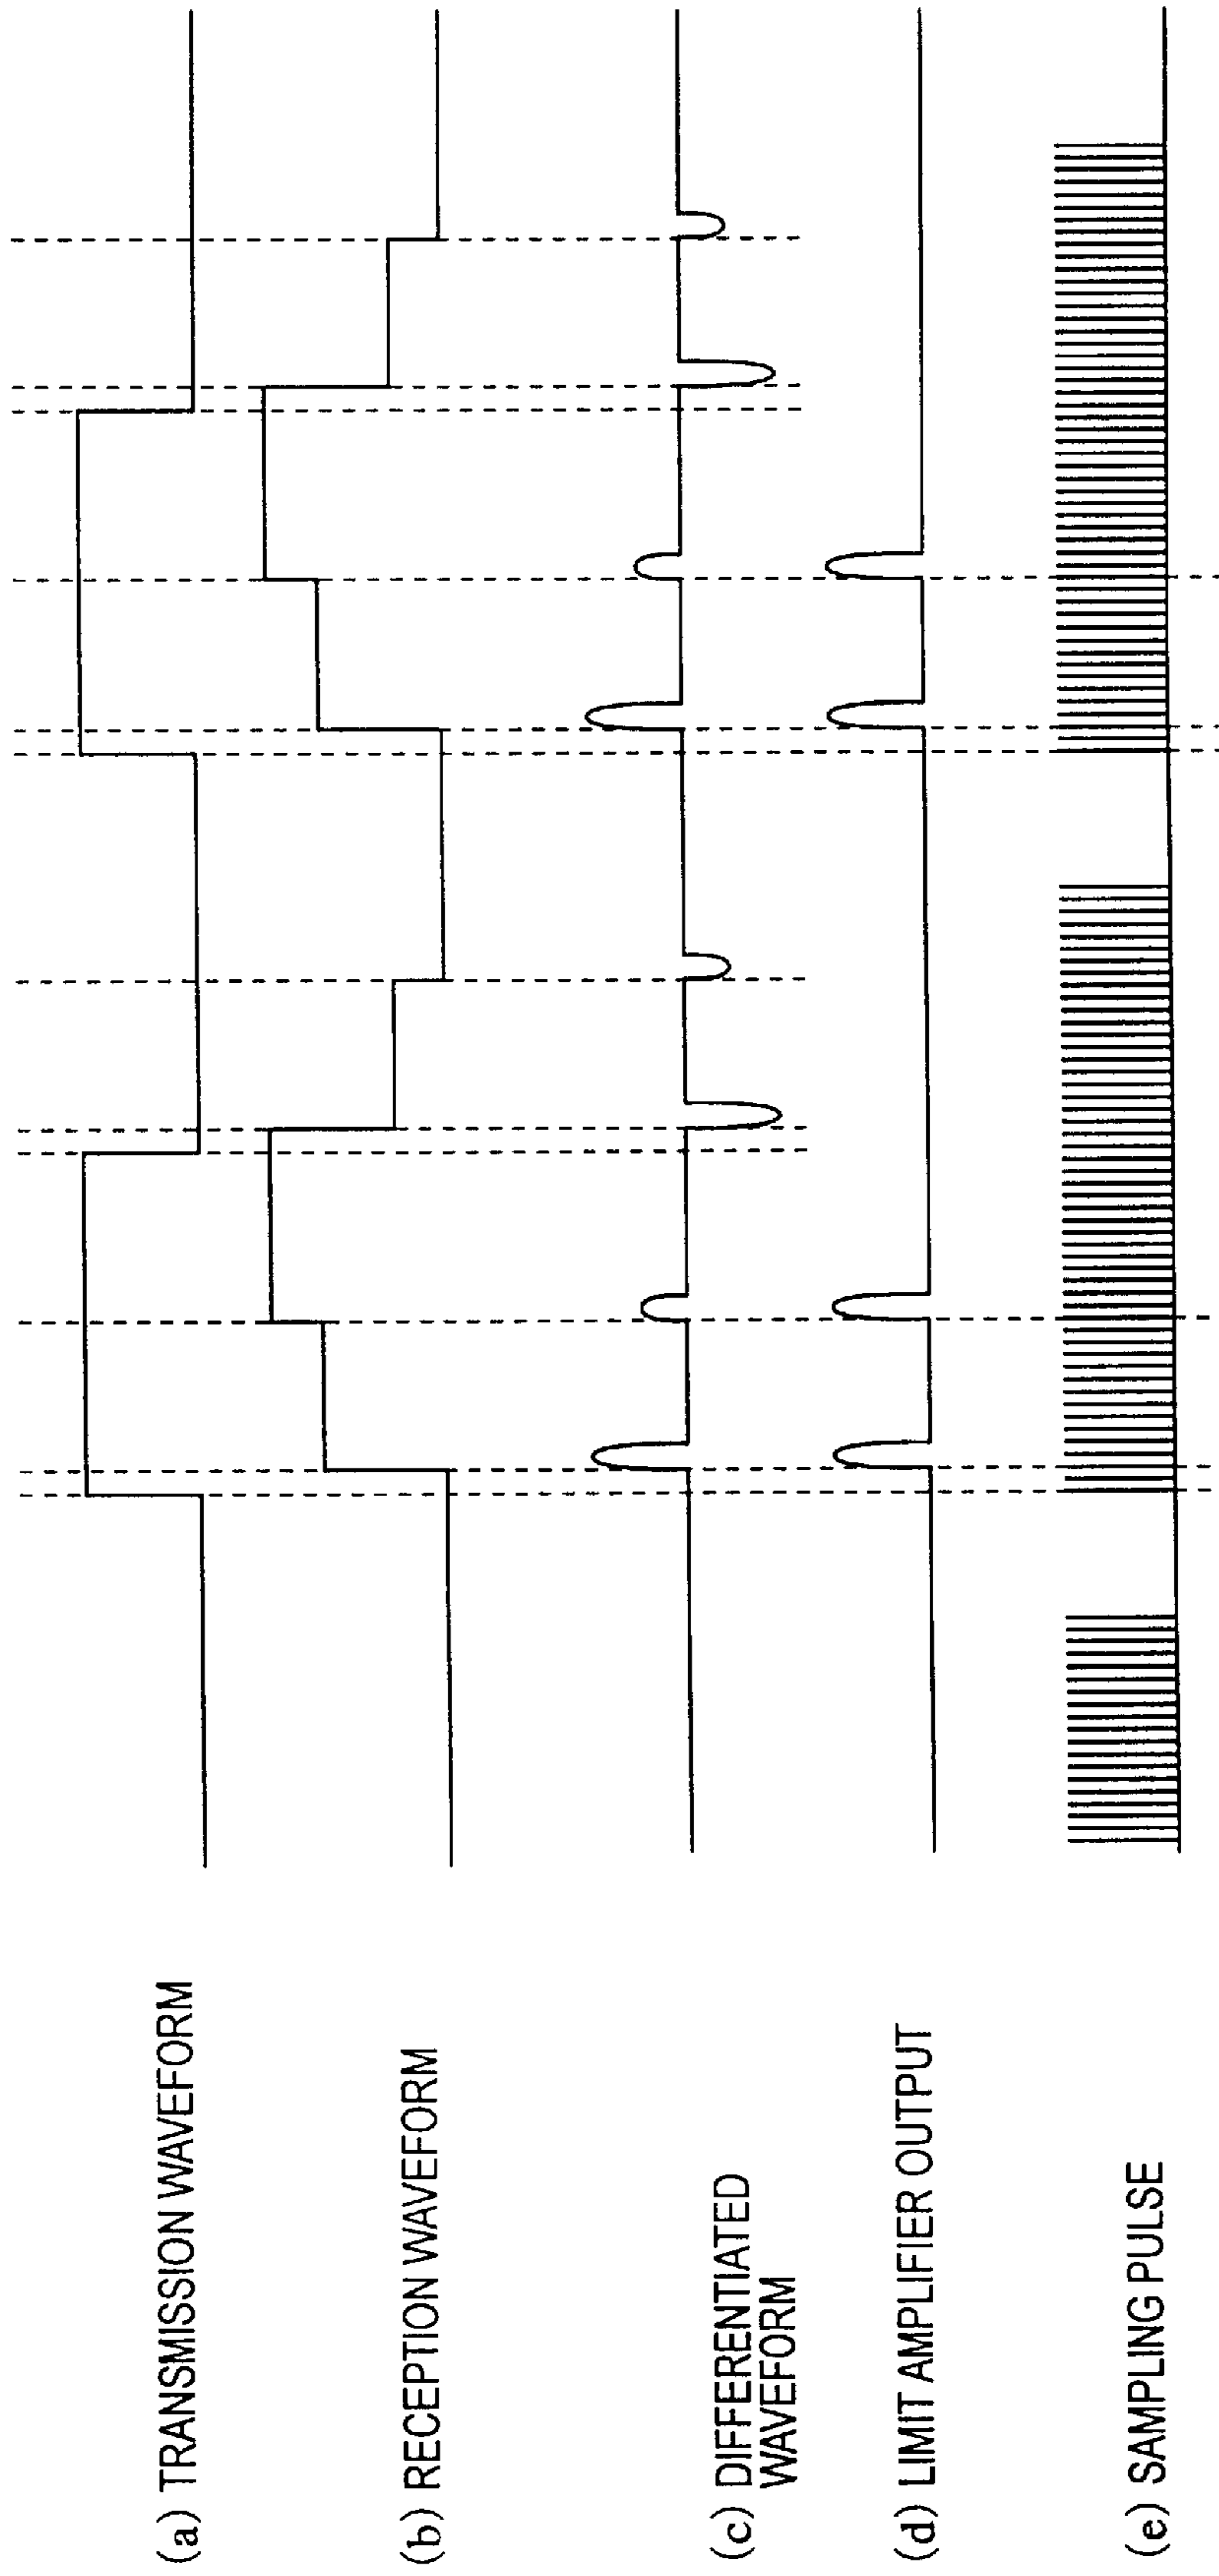 (a) TRANSMISSION WAVEFORM
(b) RECEPTION WAVEFORM
(c) DIFFERENTIATED
WAVEFORM
(d) LIMIT AMPLIFIER OUTPUT
(e) SAMPLING PULSE